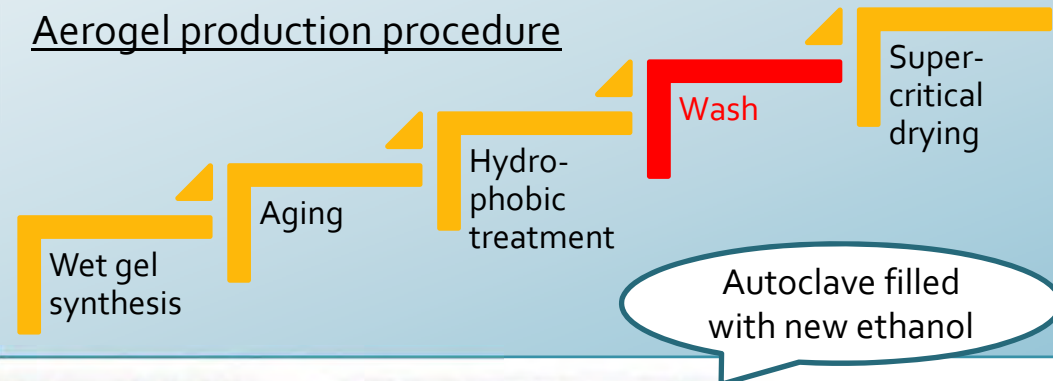 Aerogel production procedure
Wet gel
synthesis
Aging
Hydro-
phobic
treatment
Wash
Super-
critical
drying
Autoclave filled
with new ethanol